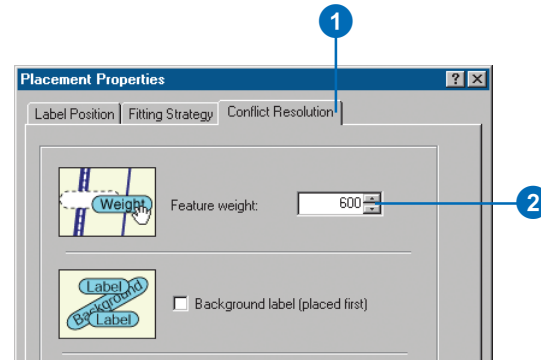 1
Placement Properties
? X
Label Position Fitting Strategy Conflict Resolution
Weight Feature weight: 600 2
Label
Background
Label
Background label (placed first)